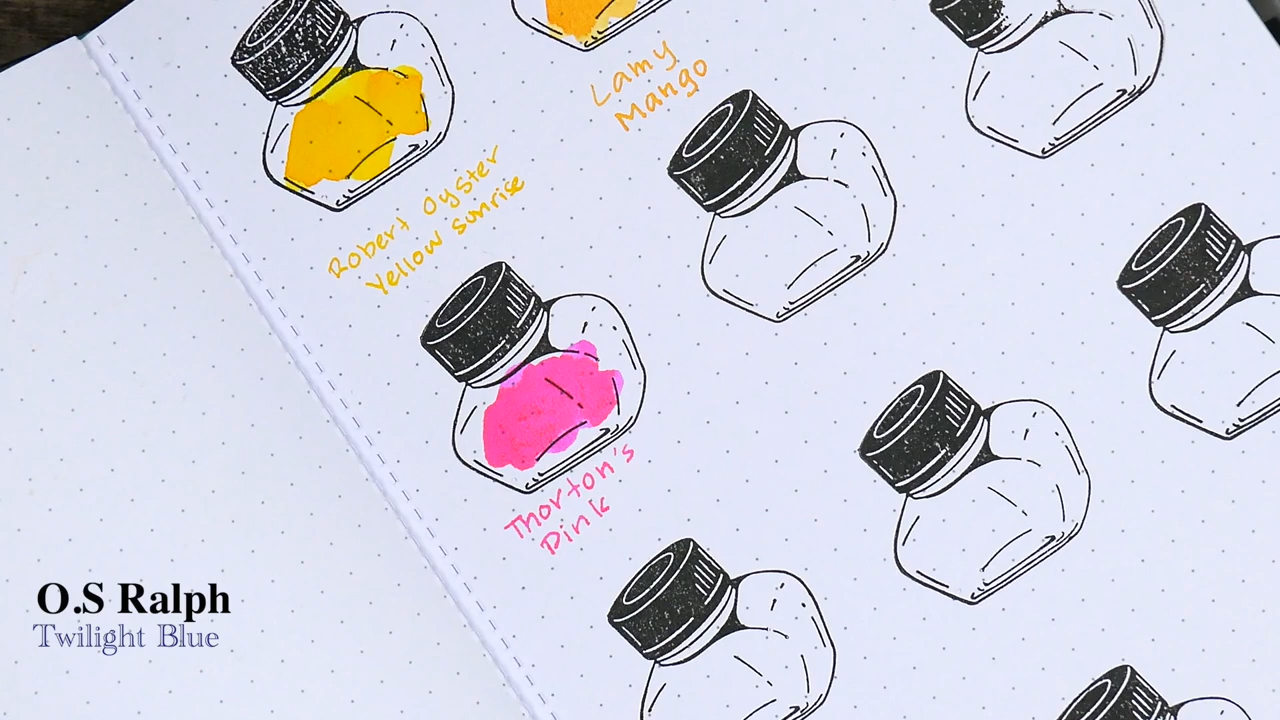 Lamy
Mango
Robert Oyster
Yellow sunrise
Thorton's
Pink
O.S Ralph
Twilight Blue